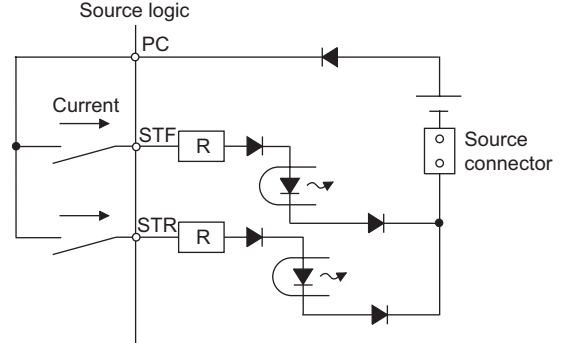 Source logic
PC
Current
STF
R
Source
connector
STR
R